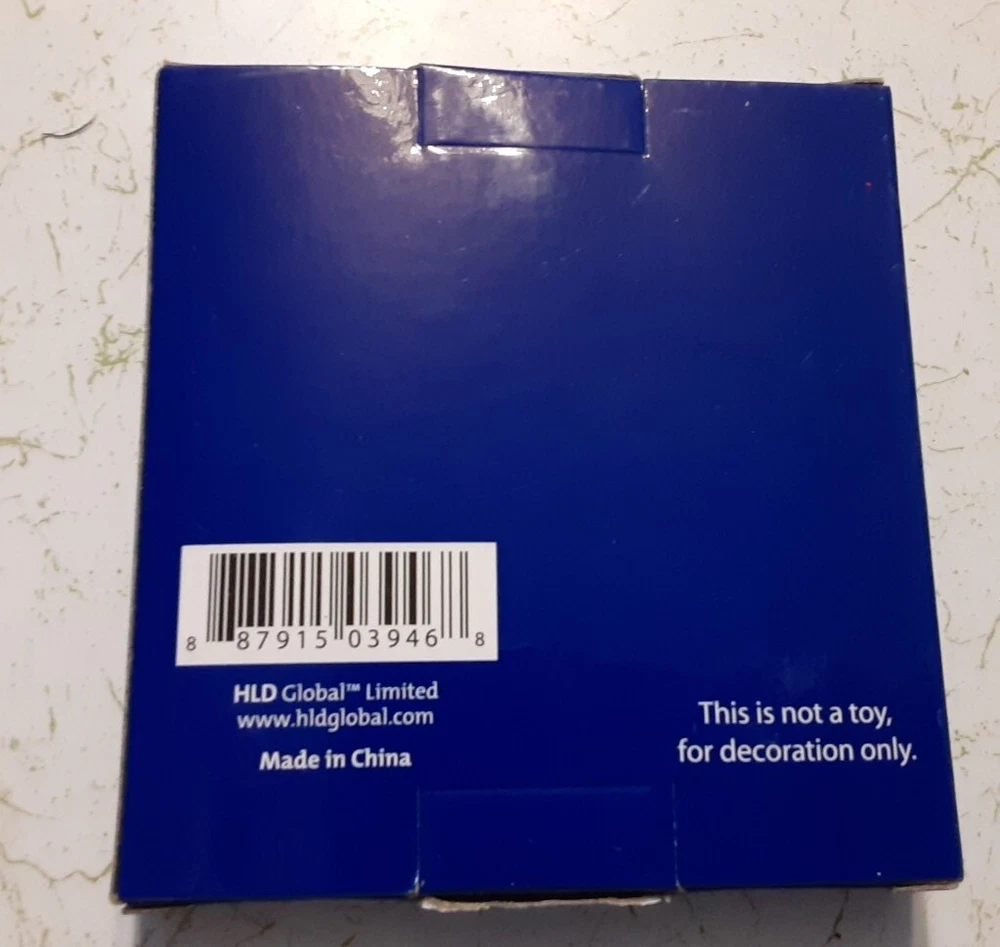 8 87915 03946 8
HLD Global™ Limited
www.hldglobal.com
Made in China
This is not a toy,
for decoration only.